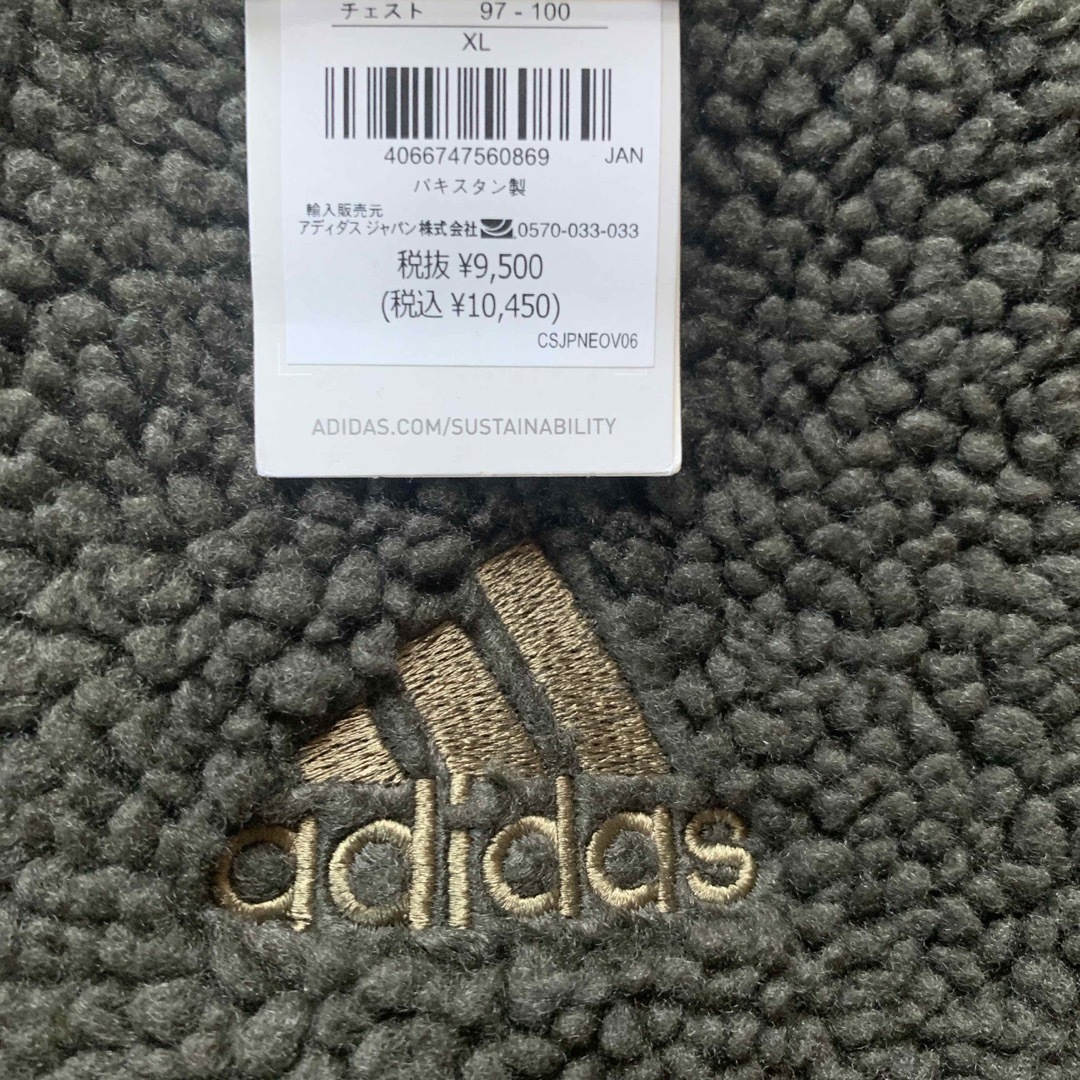 チェスト 97 - 100
XL
4066747560869 JAN
パキスタン製
輸入販売元
アディダス ジャパン株式会社 0570-033-033
税抜 ¥9,500
(税込 ¥10,450)
CSJPNEOV06
ADIDAS.COM/SUSTAINABILITY
adidas